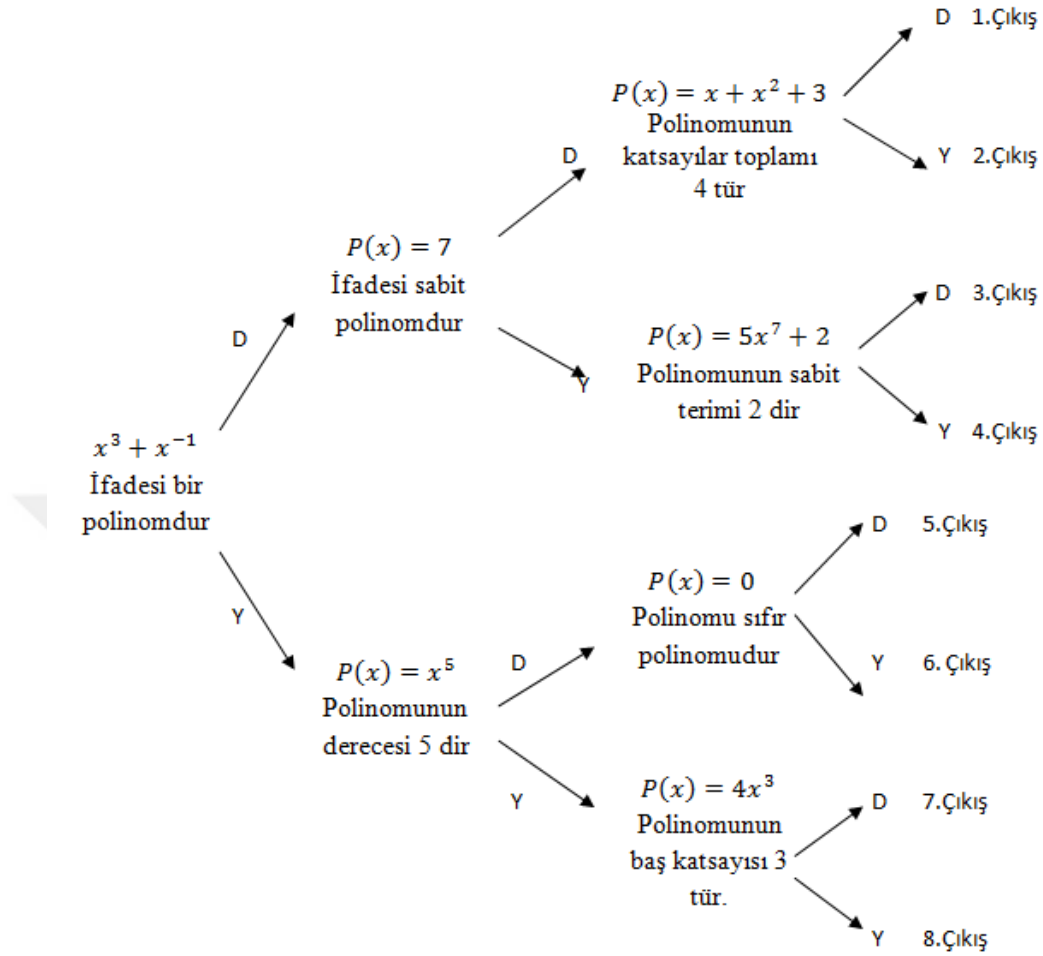 D 1.Çıkış
P(x) = x + x² + 3
Polinomunun
katsayılar toplamı
4 tür
D
Y 2.Çıkış
P(x) = 7
İfadesi sabit
polinomdur
D
D 3.Çıkış
P(x) = 5x⁷ + 2
Polinomunun sabit
terimi 2 dir
Y
Y 4.Çıkış
x³ + x⁻¹
İfadesi bir
polinomdur
D 5.Çıkış
P(x) = 0
Polinomu sıfır
polinomudur
Y
Y 6. Çıkış
P(x) = x⁵
Polinomunun
derecesi 5 dir
D
Y
P(x) = 4x³
Polinomunun
baş katsayısı 3
tür.
D 7.Çıkış
Y 8.Çıkış